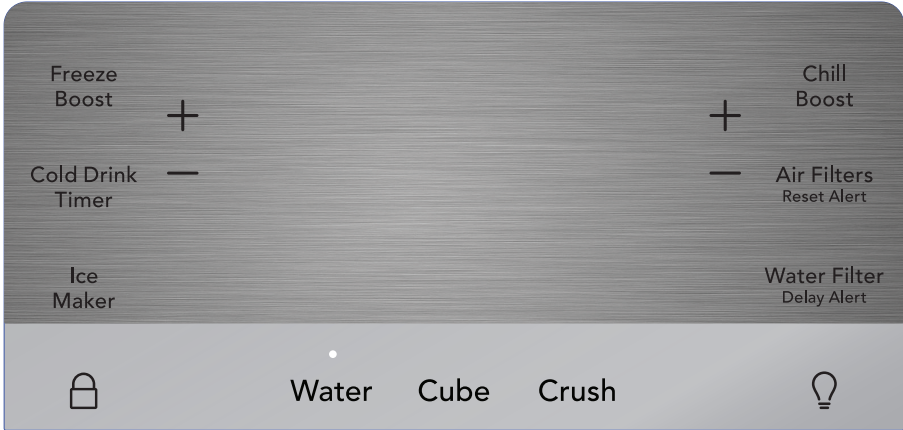 Freeze
Boost
+
−
Cold Drink
Timer
Ice
Maker
Chill
Boost
+
−
Air Filters
Reset Alert
Water Filter
Delay Alert
Water
Cube
Crush